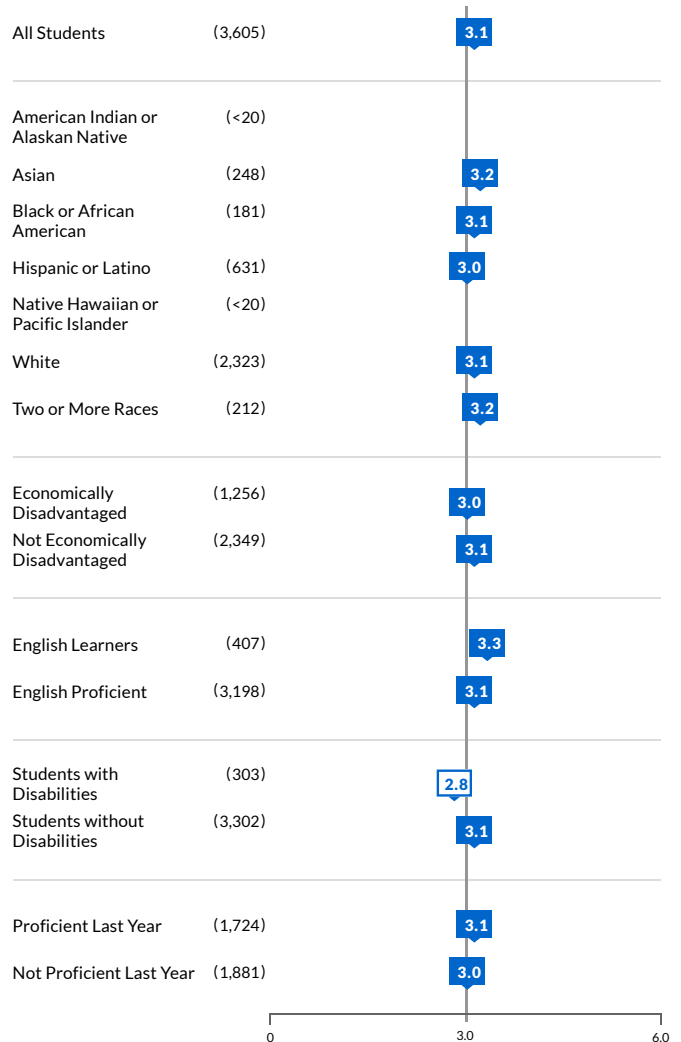 All Students (3,605) 3.1
American Indian or (<20)
Alaskan Native
Asian (248) 3.2
Black or African (181) 3.1
American
Hispanic or Latino (631) 3.0
Native Hawaiian or (<20)
Pacific Islander
White (2,323) 3.1
Two or More Races (212) 3.2
Economically (1,256) 3.0
Disadvantaged
Not Economically (2,349) 3.1
Disadvantaged
English Learners (407) 3.3
English Proficient (3,198) 3.1
Students with (303) 2.8
Disabilities
Students without (3,302) 3.1
Disabilities
Proficient Last Year (1,724) 3.1
Not Proficient Last Year (1,881) 3.0
0 3.0 6.0